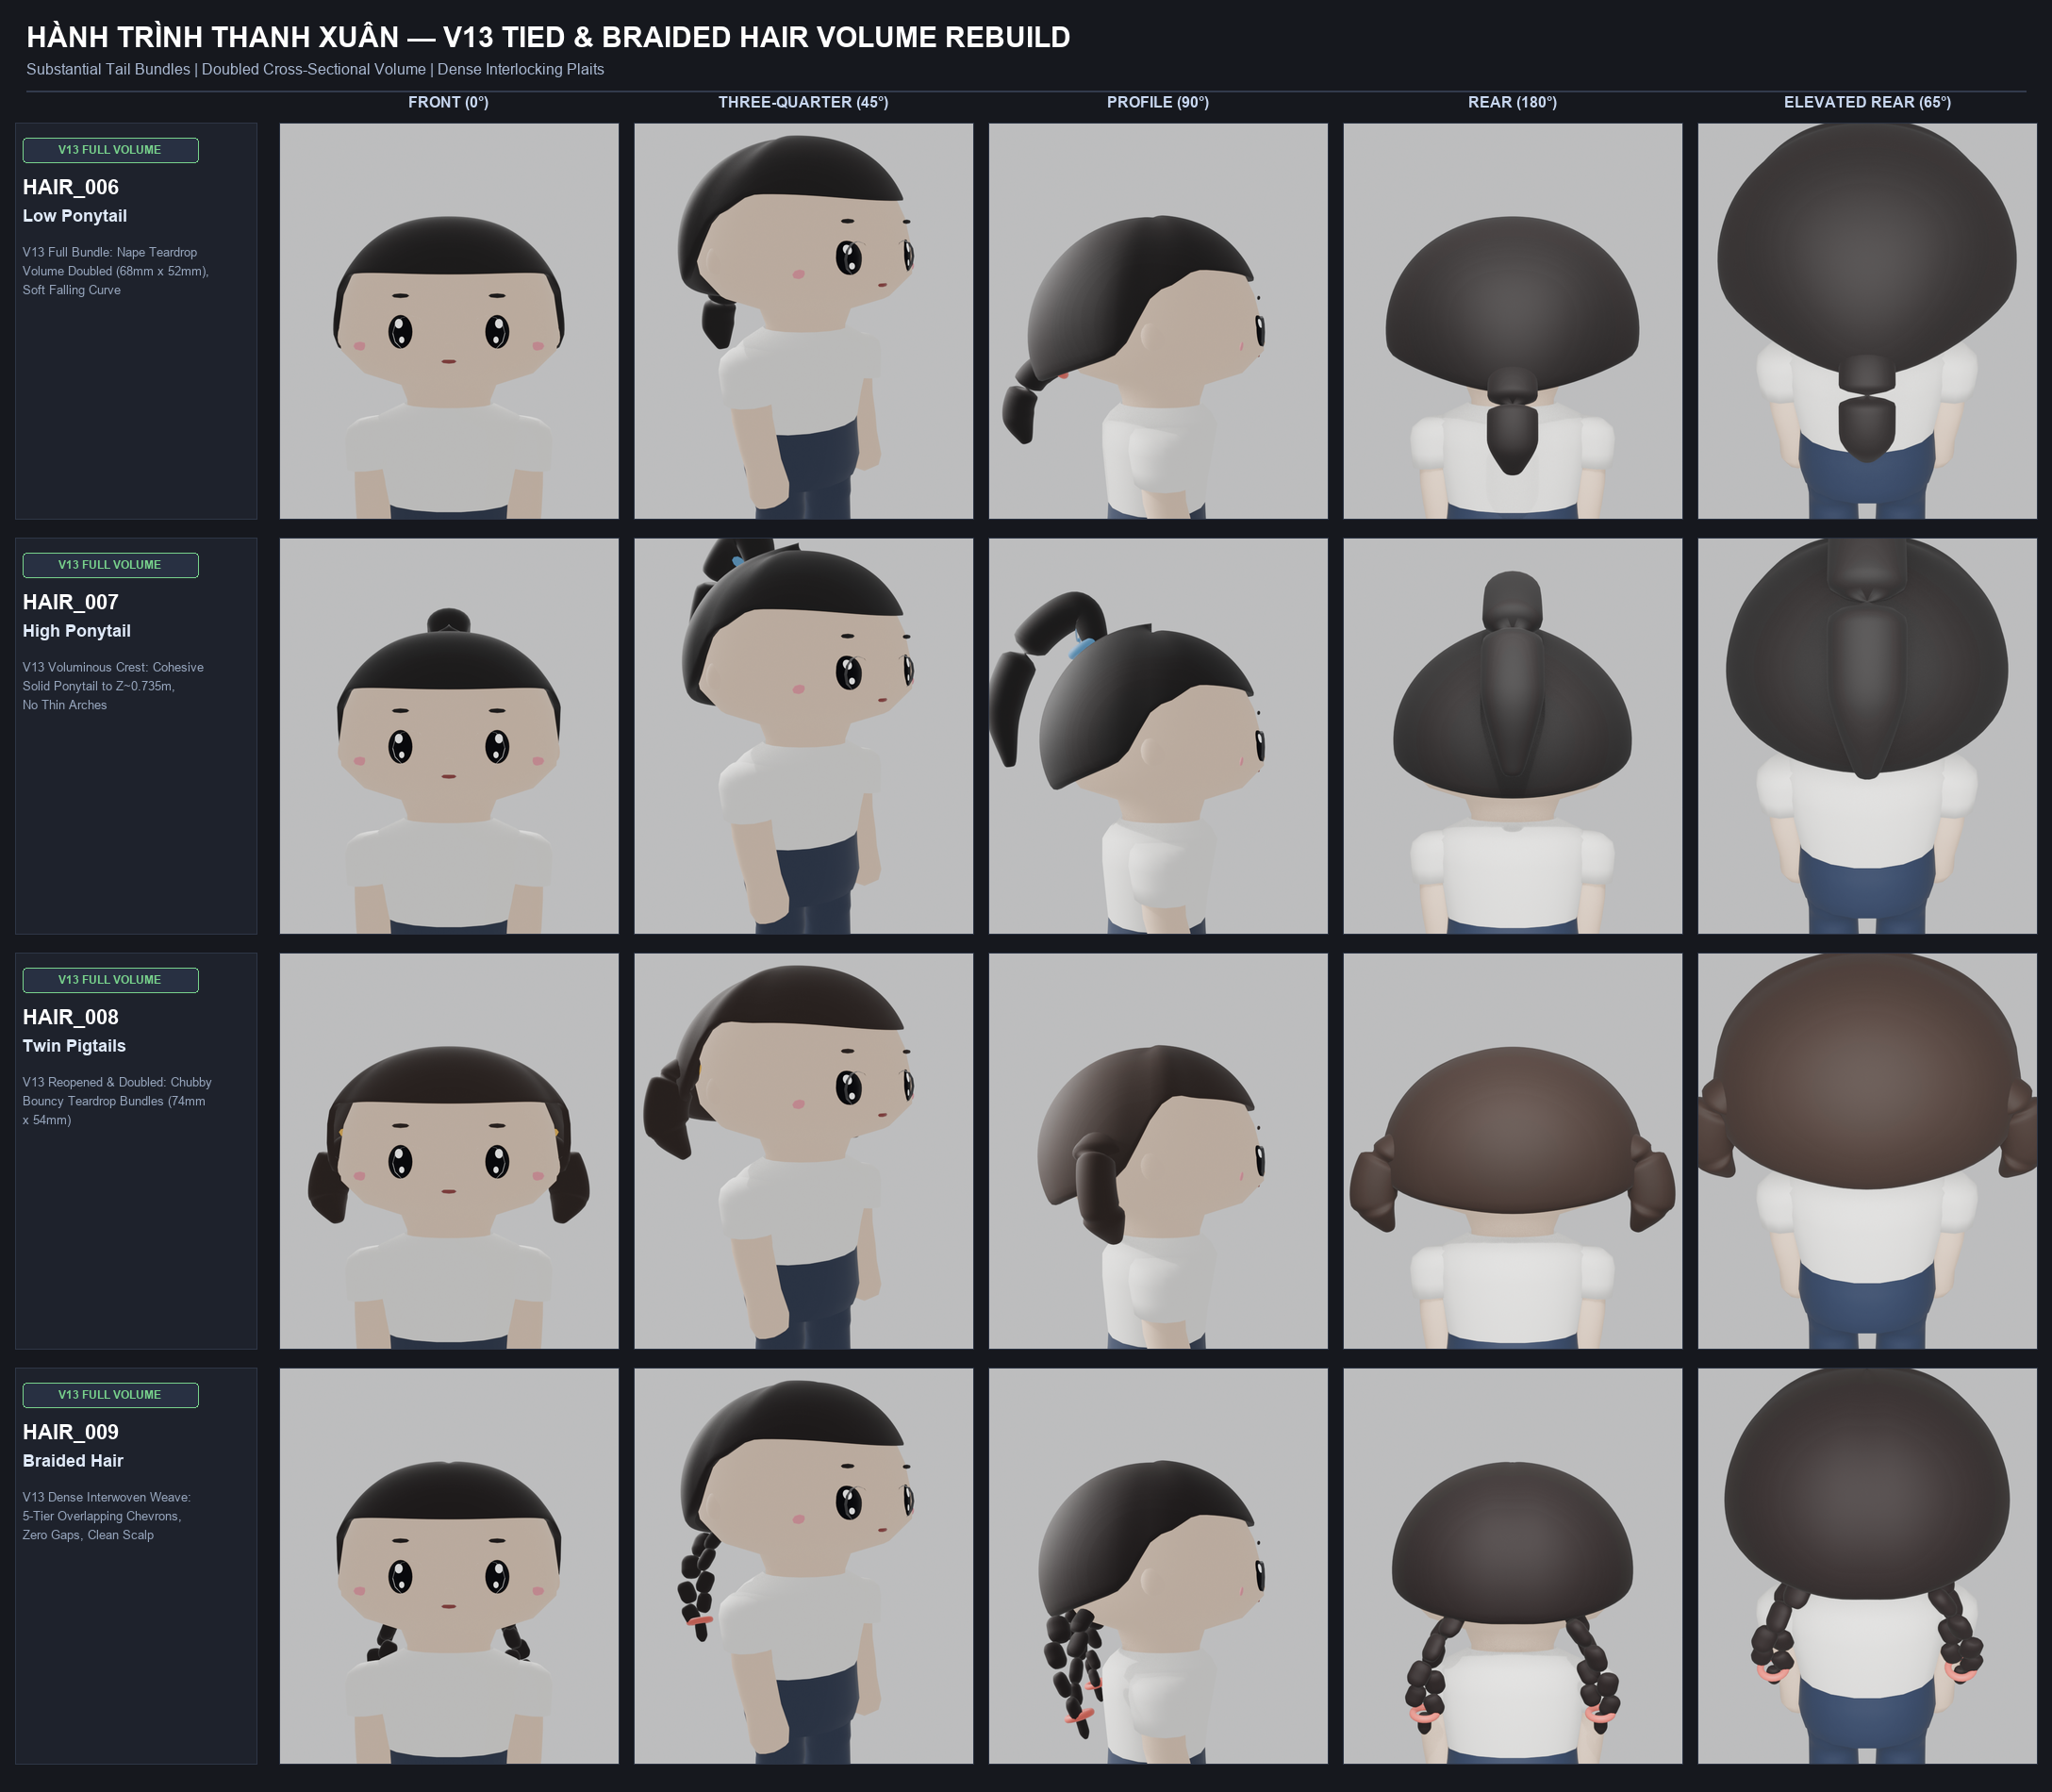 HÀNH TRÌNH THANH XUÂN — V13 TIED & BRAIDED HAIR VOLUME REBUILD
Substantial Tail Bundles | Doubled Cross-Sectional Volume | Dense Interlocking Plaits
FRONT (0°)
THREE-QUARTER (45°)
PROFILE (90°)
REAR (180°)
ELEVATED REAR (65°)
V13 FULL VOLUME
HAIR_006
Low Ponytail
V13 Full Bundle: Nape Teardrop
Volume Doubled (68mm x 52mm),
Soft Falling Curve
V13 FULL VOLUME
HAIR_007
High Ponytail
V13 Voluminous Crest: Cohesive
Solid Ponytail to Z~0.735m,
No Thin Arches
V13 FULL VOLUME
HAIR_008
Twin Pigtails
V13 Reopened & Doubled: Chubby
Bouncy Teardrop Bundles (74mm
x 54mm)
V13 FULL VOLUME
HAIR_009
Braided Hair
V13 Dense Interwoven Weave:
5-Tier Overlapping Chevrons,
Zero Gaps, Clean Scalp